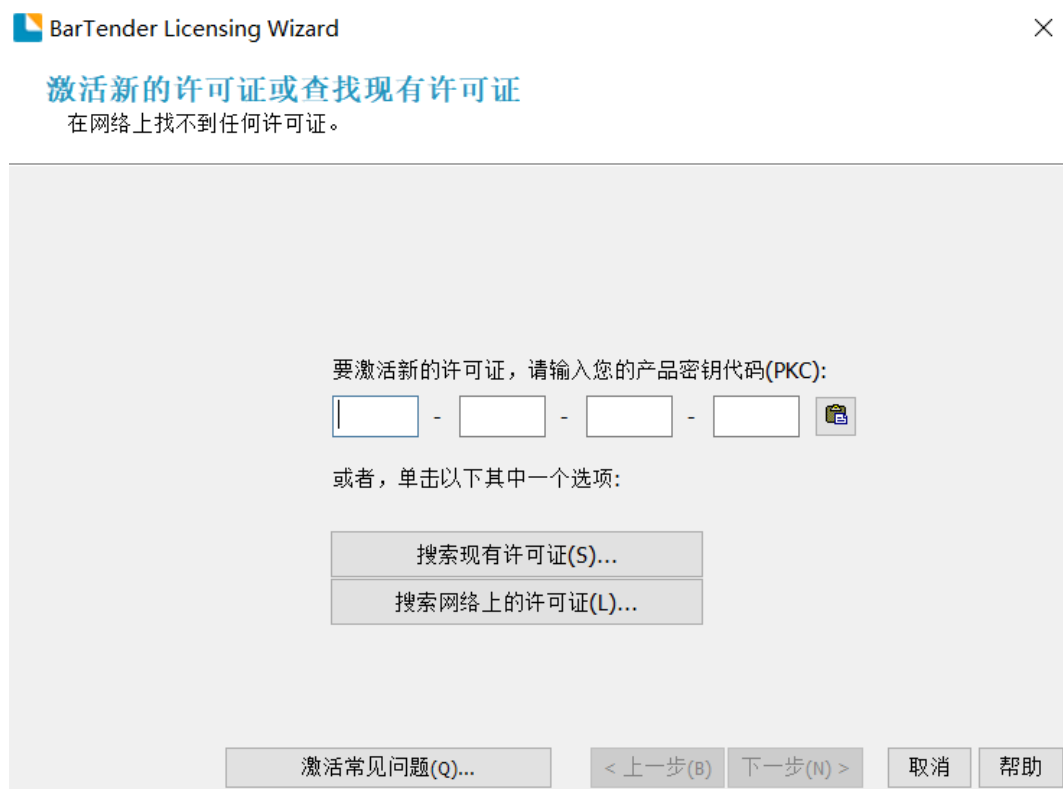 BarTender Licensing Wizard
激活新的许可证或查找现有许可证
在网络上找不到任何许可证。
要激活新的许可证，请输入您的产品密钥代码(PKC):
- - -
或者，单击以下其中一个选项:
搜索现有许可证(S)...
搜索网络上的许可证(L)...
激活常见问题(Q)... < 上一步(B) 下一步(N) > 取消 帮助